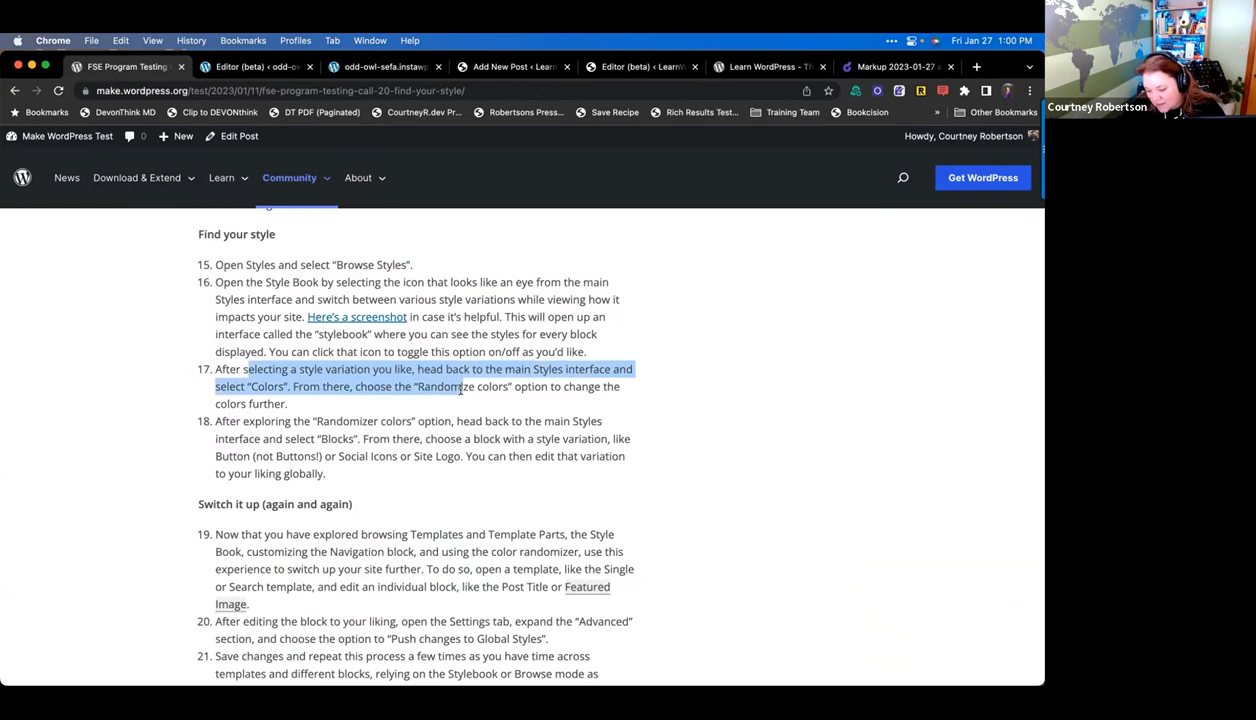 Chrome File Edit View History Bookmarks Profiles Tab Window Help Fri Jan 27 1:00 PM
FSE Program Testing Editor (beta) ‹ odd-ow odd-owl-sefa.instawp Add New Post ‹ Learn Editor (beta) ‹ LearnW Learn WordPress - Th Markup 2023-01-27 a
make.wordpress.org/test/2023/01/11/fse-program-testing-call-20-find-your-style/
Bookmarks DevonThink MD Clip to DEVONthink DT PDF (Paginated) CourtneyR.dev Pr... Robertsons Press... Save Recipe Rich Results Test... Training Team Bookcision » Other Bookmarks
Courtney Robertson
Make WordPress Test 0 New Edit Post Howdy, Courtney Robertson
News Download & Extend Learn Community About Get WordPress
Find your style
15. Open Styles and select “Browse Styles”.
16. Open the Style Book by selecting the icon that looks like an eye from the main
Styles interface and switch between various style variations while viewing how it
impacts your site. Here’s a screenshot in case it’s helpful. This will open up an
interface called the “stylebook” where you can see the styles for every block
displayed. You can click that icon to toggle this option on/off as you’d like.
17. After selecting a style variation you like, head back to the main Styles interface and
select “Colors”. From there, choose the “Randomize colors” option to change the
colors further.
18. After exploring the “Randomizer colors” option, head back to the main Styles
interface and select “Blocks”. From there, choose a block with a style variation, like
Button (not Buttons!) or Social Icons or Site Logo. You can then edit that variation
to your liking globally.
Switch it up (again and again)
19. Now that you have explored browsing Templates and Template Parts, the Style
Book, customizing the Navigation block, and using the color randomizer, use this
experience to switch up your site further. To do so, open a template, like the Single
or Search template, and edit an individual block, like the Post Title or Featured
Image.
20. After editing the block to your liking, open the Settings tab, expand the “Advanced”
section, and choose the option to “Push changes to Global Styles”.
21. Save changes and repeat this process a few times as you have time across
templates and different blocks, relying on the Stylebook or Browse mode as